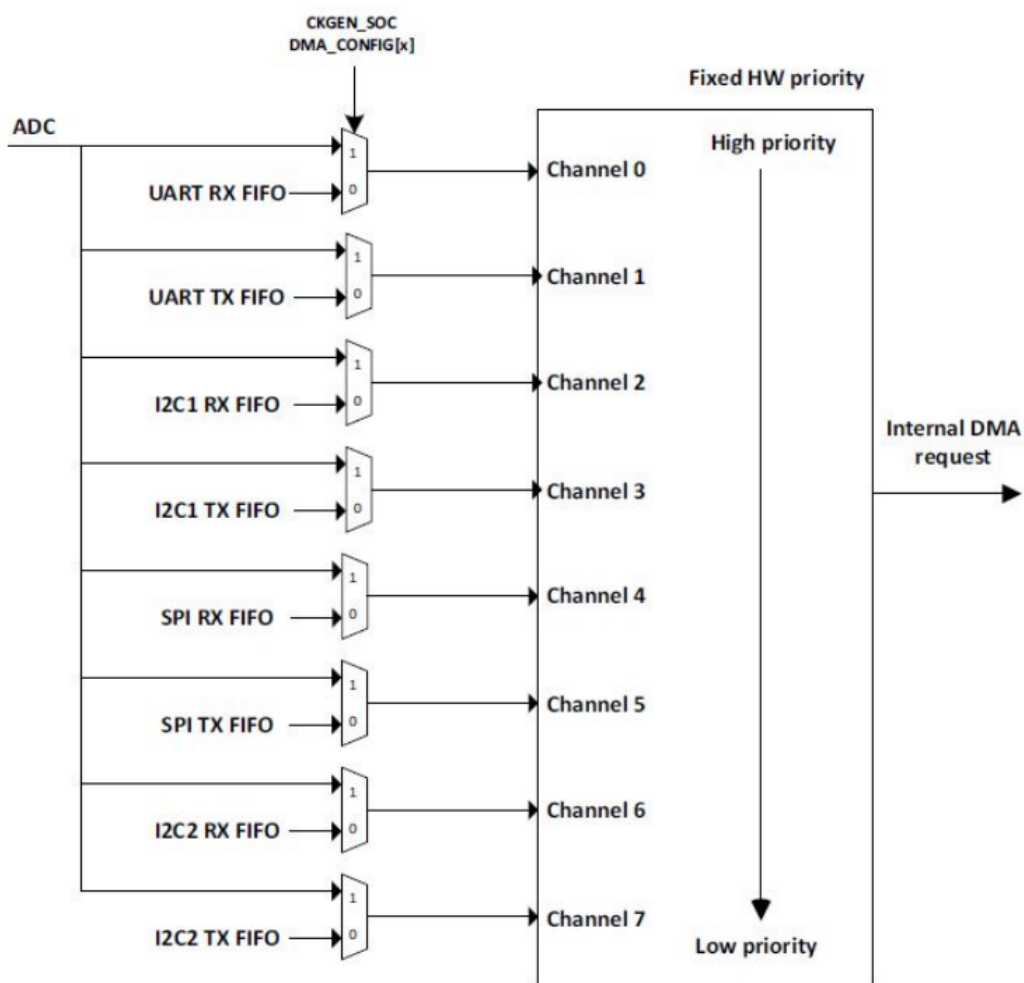 CKGEN_SOC
DMA_CONFIG[x]
Fixed HW priority
ADC
High priority
1
Channel 0
UART RX FIFO
0
1
Channel 1
UART TX FIFO
0
1
Channel 2
I2C1 RX FIFO
0
Internal DMA
request
1
Channel 3
I2C1 TX FIFO
0
1
Channel 4
SPI RX FIFO
0
1
Channel 5
SPI TX FIFO
0
1
Channel 6
I2C2 RX FIFO
0
1
Channel 7
I2C2 TX FIFO
0
Low priority